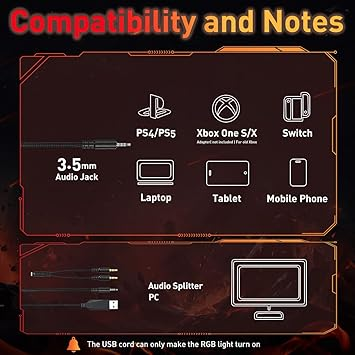 Compatibility and Notes
PS4/PS5
Xbox One S/X
Switch
Adapter( not included ) For old Xbox
3.5mm
Audio Jack
Laptop
Tablet
Mobile Phone
Audio Splitter
PC
The USB cord can only make the RGB light turn on